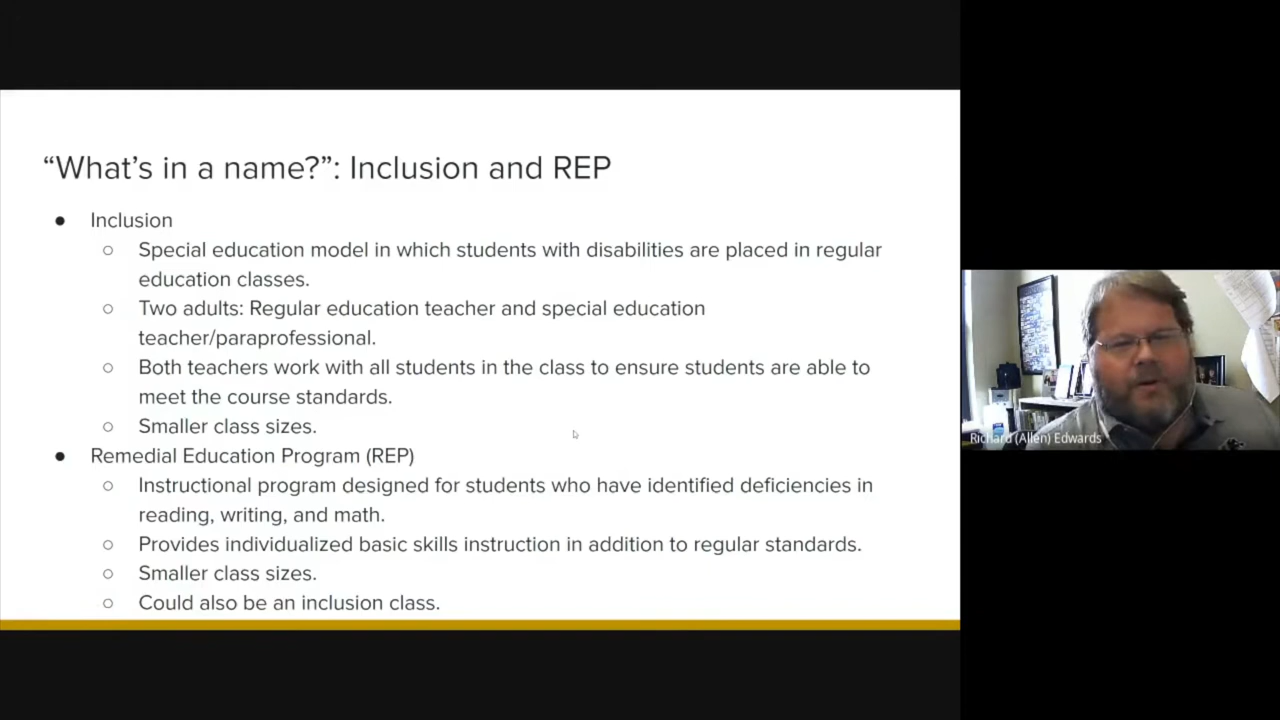 “What’s in a name?”: Inclusion and REP
● Inclusion
○ Special education model in which students with disabilities are placed in regular
education classes.
○ Two adults: Regular education teacher and special education
teacher/paraprofessional.
○ Both teachers work with all students in the class to ensure students are able to
meet the course standards.
○ Smaller class sizes.
● Remedial Education Program (REP)
○ Instructional program designed for students who have identified deficiencies in
reading, writing, and math.
○ Provides individualized basic skills instruction in addition to regular standards.
○ Smaller class sizes.
○ Could also be an inclusion class.
Richard (Allen) Edwards